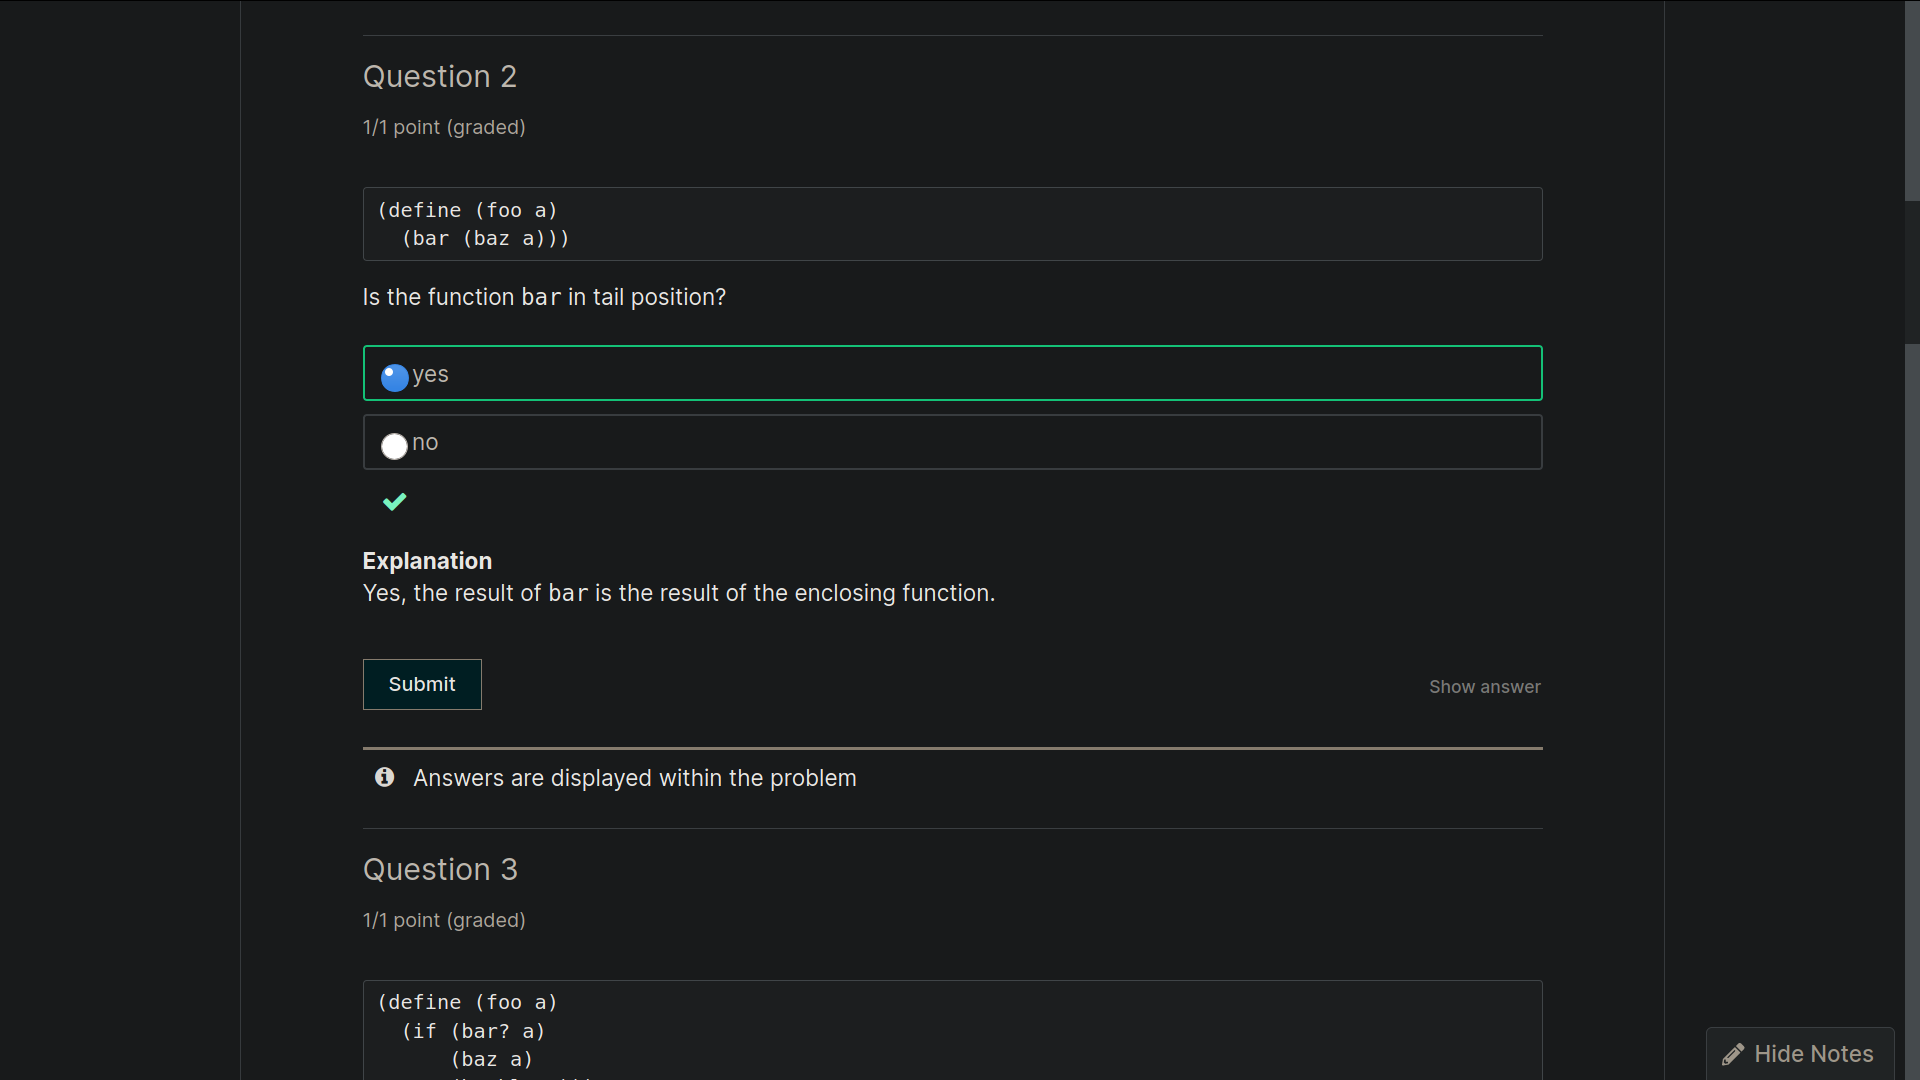 Question 2
1/1 point (graded)
(define (foo a)
  (bar (baz a)))
Is the function bar in tail position?
yes
no
Explanation
Yes, the result of bar is the result of the enclosing function.
Submit
Show answer
Answers are displayed within the problem
Question 3
1/1 point (graded)
(define (foo a)
  (if (bar? a)
      (baz a)
Hide Notes